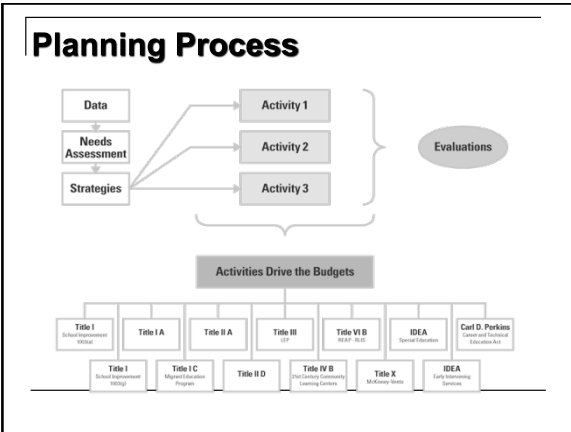 Planning Process
Data
Activity 1
Needs
Assessment
Activity 2
Evaluations
Strategies
Activity 3
Activities Drive the Budgets
Title I
School Improvement
1003(a)
Title I A
Title II A
Title III
LEP
Title VI B
REAP - RLIS
IDEA
Special Education
Carl D. Perkins
Career and Technical
Education Act
Title I
School Improvement
1003(g)
Title I C
Migrant Education
Program
Title II D
Title IV B
21st Century Community
Learning Centers
Title X
McKinney-Vento
IDEA
Early Intervening
Services